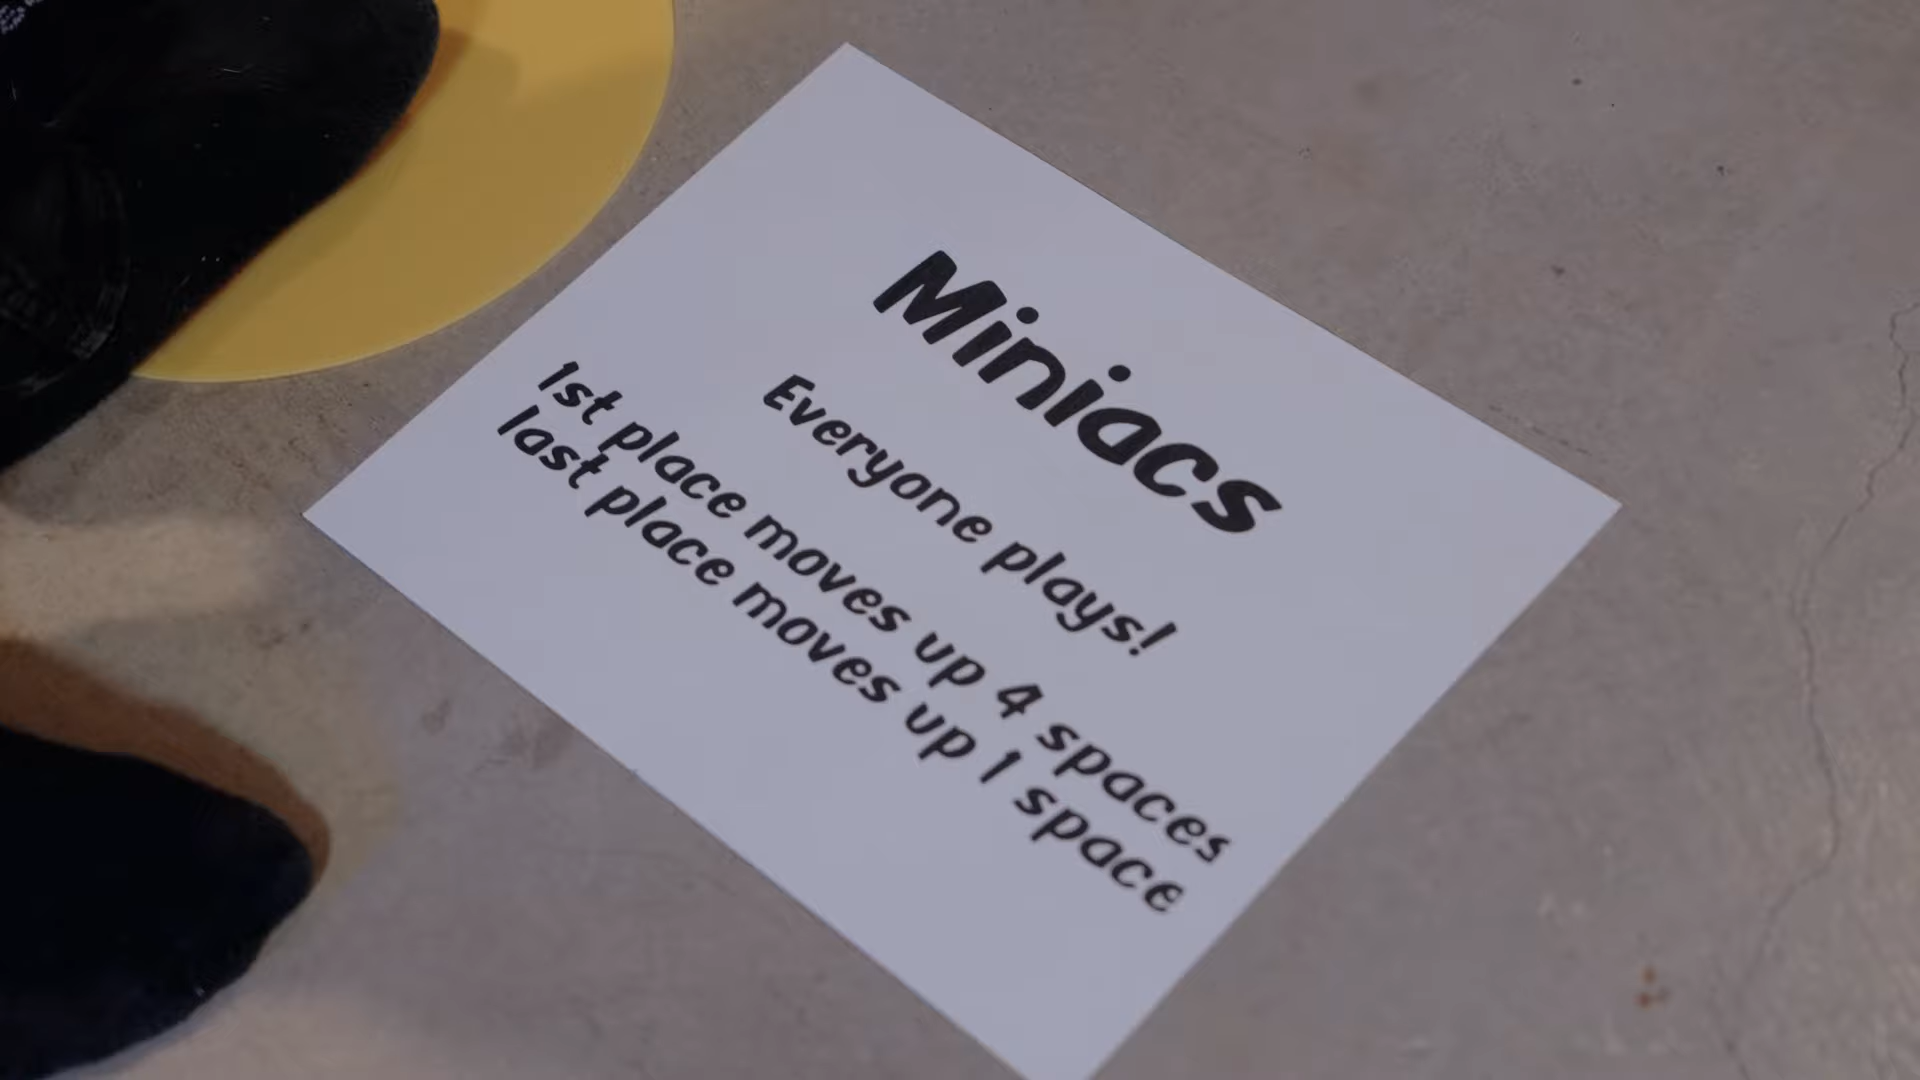 Miniacs
Everyone plays!
1st place moves up 4 spaces
last place moves up 1 space